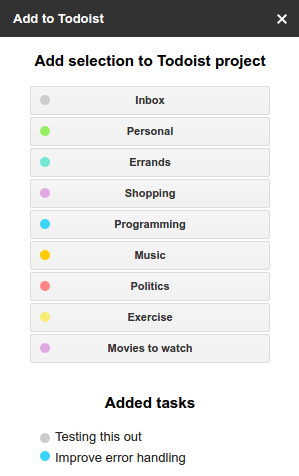 Add to Todoist
Add selection to Todoist project
Inbox
Personal
Errands
Shopping
Programming
Music
Politics
Exercise
Movies to watch
Added tasks
Testing this out
Improve error handling